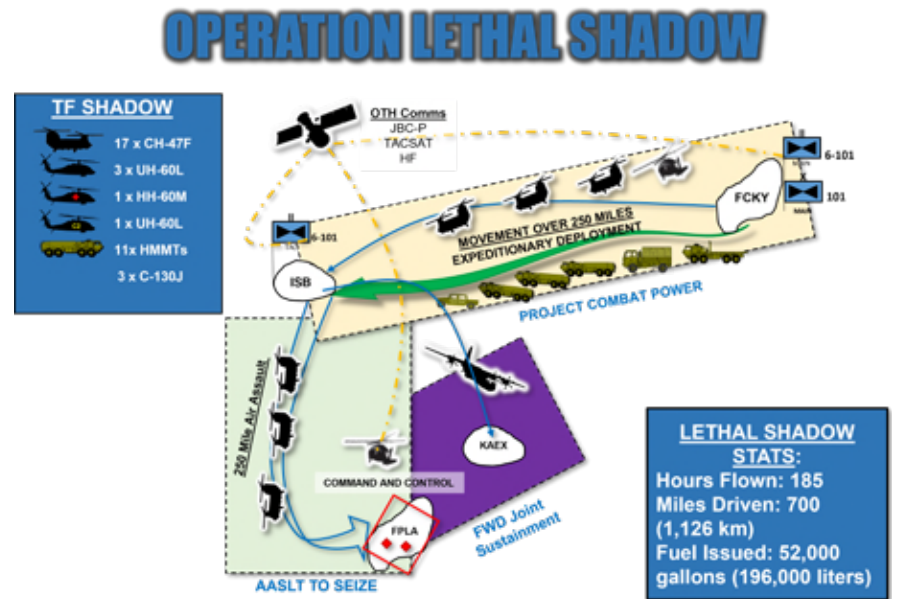 OPERATION LETHAL SHADOW
TF SHADOW
17 x CH-47F
3 x UH-60L
1 x HH-60M
1 x UH-60L
11x HMMTs
3 x C-130J
OTH Comms
JBC-P
TACSAT
HF
6-101
101
MAIN
FCKY
6-101
ISB
MOVEMENT OVER 250 MILES
EXPEDITIONARY DEPLOYMENT
PROJECT COMBAT POWER
250 Mile Air Assault
COMMAND AND CONTROL
KAEX
FPLA
FWD Joint
Sustainment
AASLT TO SEIZE
LETHAL SHADOW
STATS:
Hours Flown: 185
Miles Driven: 700
(1,126 km)
Fuel Issued: 52,000
gallons (196,000 liters)